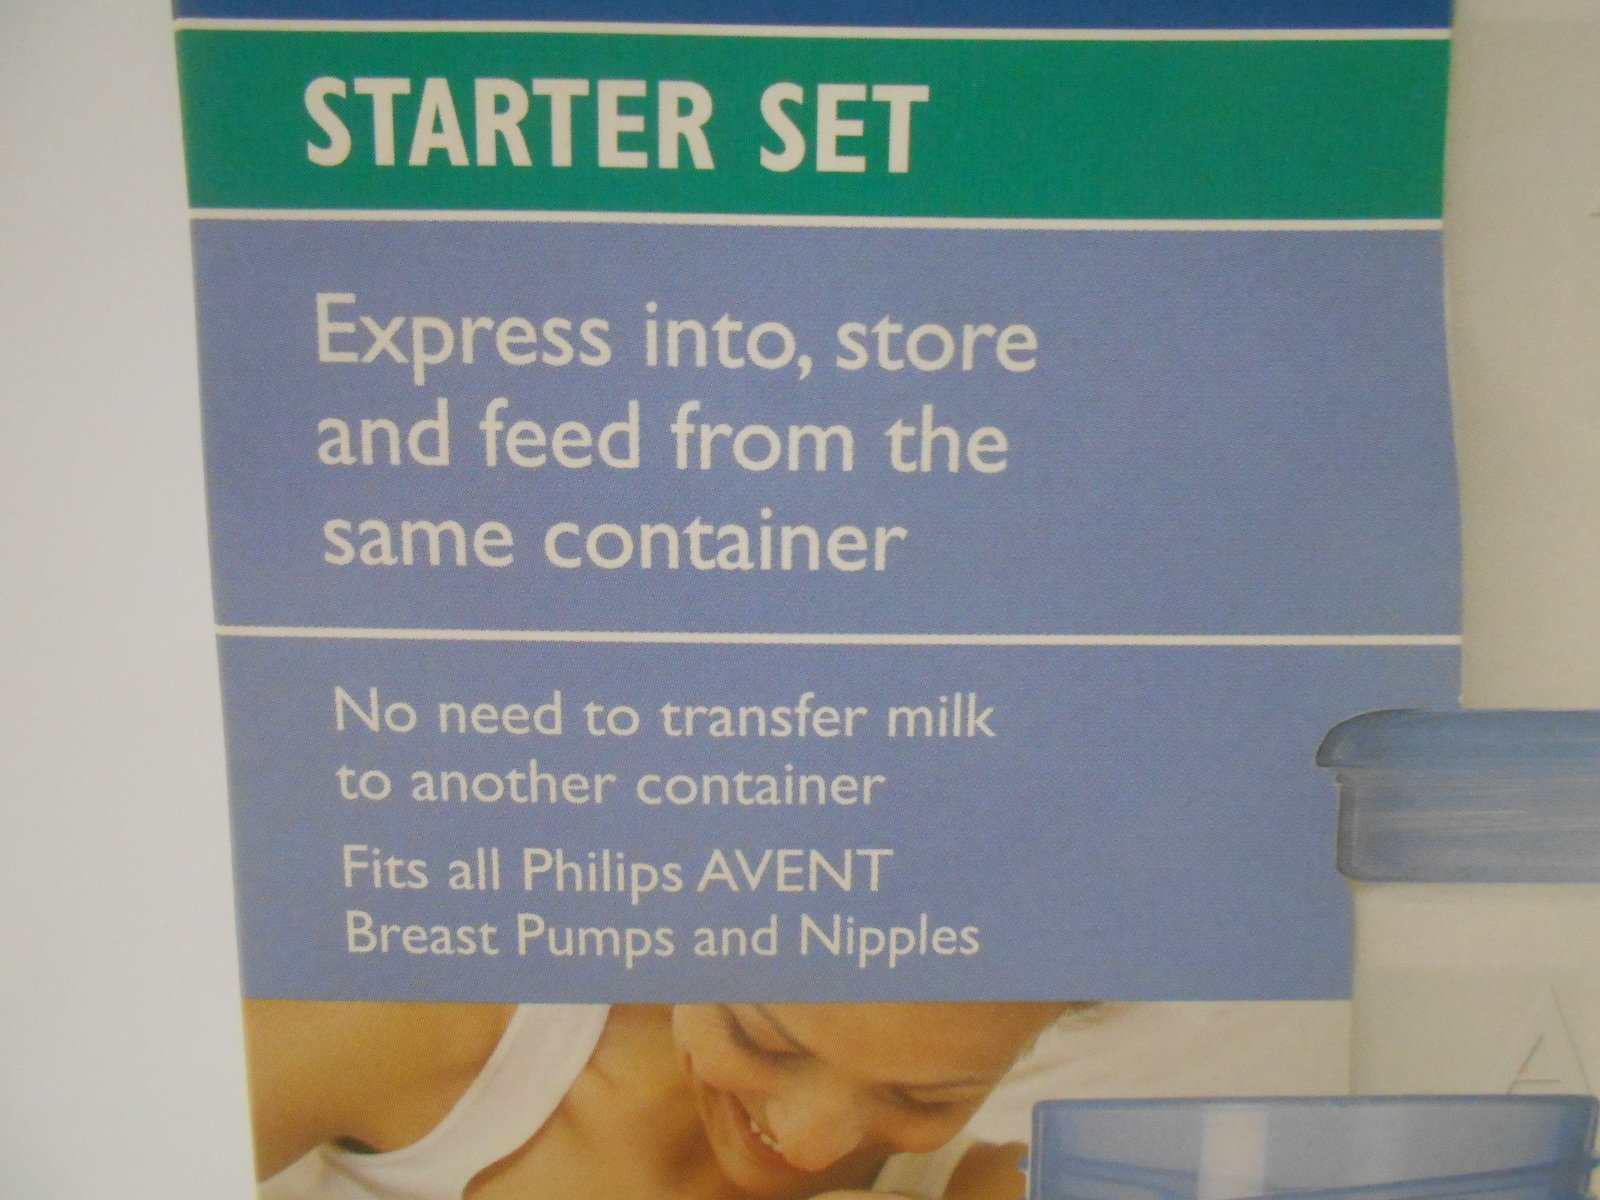 STARTER SET
Express into, store
and feed from the
same container
No need to transfer milk
to another container
Fits all Philips AVENT
Breast Pumps and Nipples